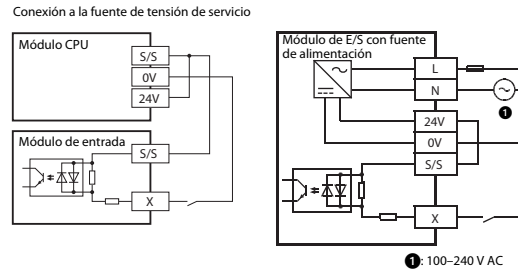 Conexión a la fuente de tensión de servicio
Módulo CPU
S/S
0V
24V
Módulo de entrada
S/S
X
Módulo de E/S con fuente
de alimentación
L
N
24V
0V
S/S
X
1
1: 100–240 V AC